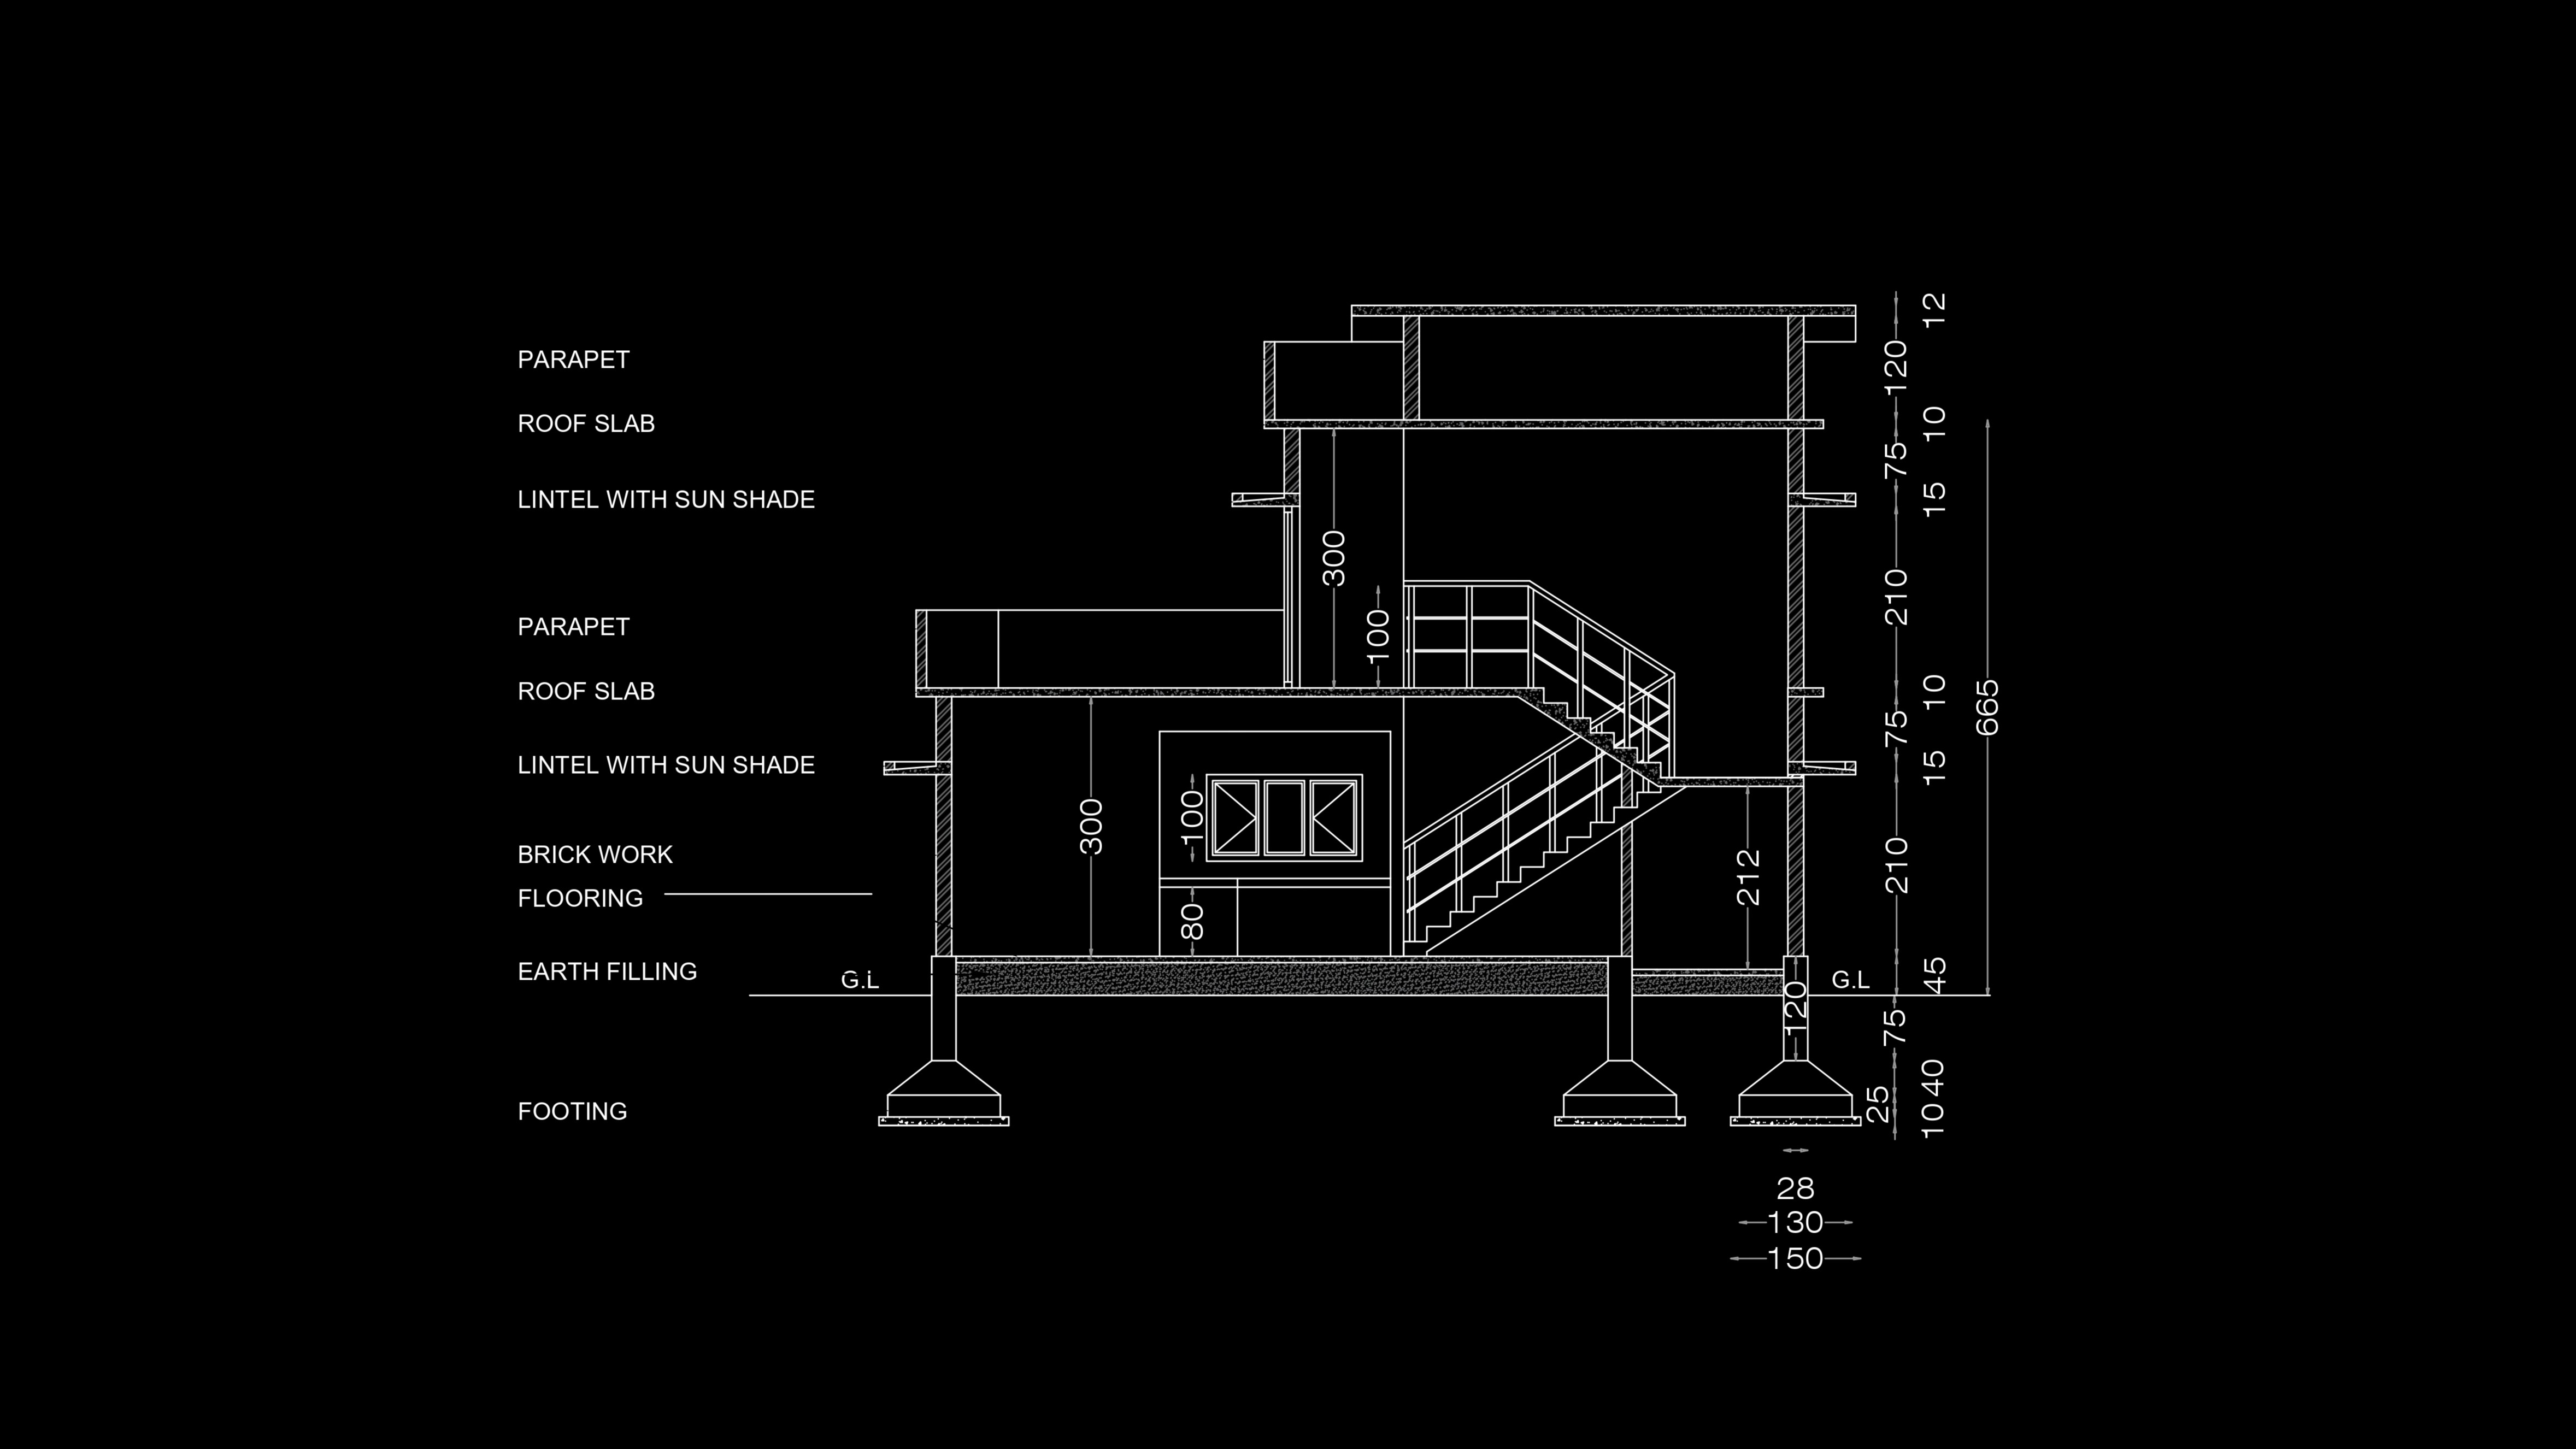 12
PARAPET
120
ROOF SLAB
10
75
LINTEL WITH SUN SHADE
15
300
210
100
PARAPET
ROOF SLAB
10
665
75
LINTEL WITH SUN SHADE
15
100
300
BRICK WORK
212
210
FLOORING
80
EARTH FILLING
G.L
G.L
45
120
75
40
25
FOOTING
10
28
130
150